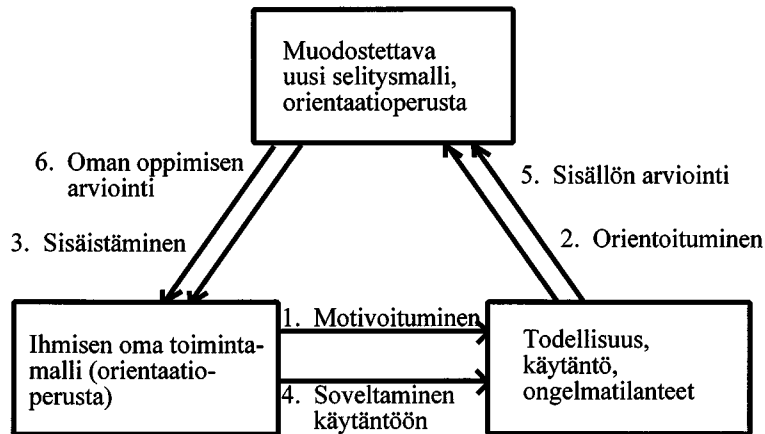 Muodostettava
uusi selitysmalli,
orientaatioperusta
6. Oman oppimisen
arviointi
5. Sisällön arviointi
3. Sisäistäminen
2. Orientoituminen
Ihmisen oma toiminta-
malli (orientaatio-
perusta)
1. Motivoituminen
4. Soveltaminen
käytäntöön
Todellisuus,
käytäntö,
ongelmatilanteet